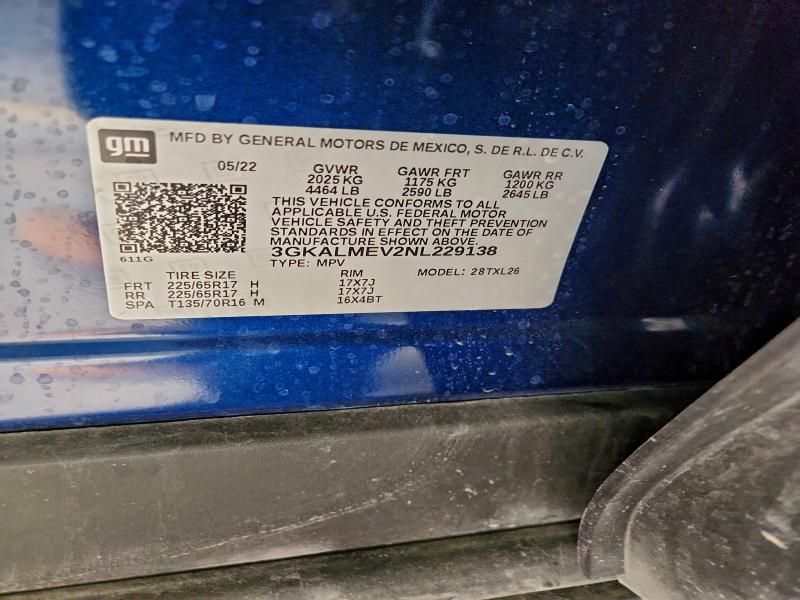 gm MFD BY GENERAL MOTORS DE MEXICO, S. DE R.L. DE C.V.
05/22 GVWR GAWR FRT GAWR RR
2025 KG 1175 KG 1200 KG
4464 LB 2590 LB 2645 LB
THIS VEHICLE CONFORMS TO ALL
APPLICABLE U.S. FEDERAL MOTOR
VEHICLE SAFETY AND THEFT PREVENTION
STANDARDS IN EFFECT ON THE DATE OF
MANUFACTURE SHOWN ABOVE.
611G 3GKALMEV2NL229138
TYPE: MPV MODEL: 28TXL26
TIRE SIZE RIM
FRT 225/65R17 H 17X7J
RR 225/65R17 H 17X7J
SPA T135/70R16 M 16X4BT